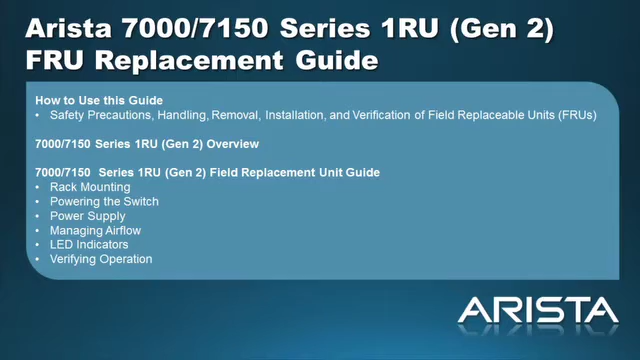 Arista 7000/7150 Series 1RU (Gen 2)
FRU Replacement Guide
How to Use this Guide
• Safety Precautions, Handling, Removal, Installation, and Verification of Field Replaceable Units (FRUs)
7000/7150 Series 1RU (Gen 2) Overview
7000/7150 Series 1RU (Gen 2) Field Replacement Unit Guide
• Rack Mounting
• Powering the Switch
• Power Supply
• Managing Airflow
• LED Indicators
• Verifying Operation
ARISTA